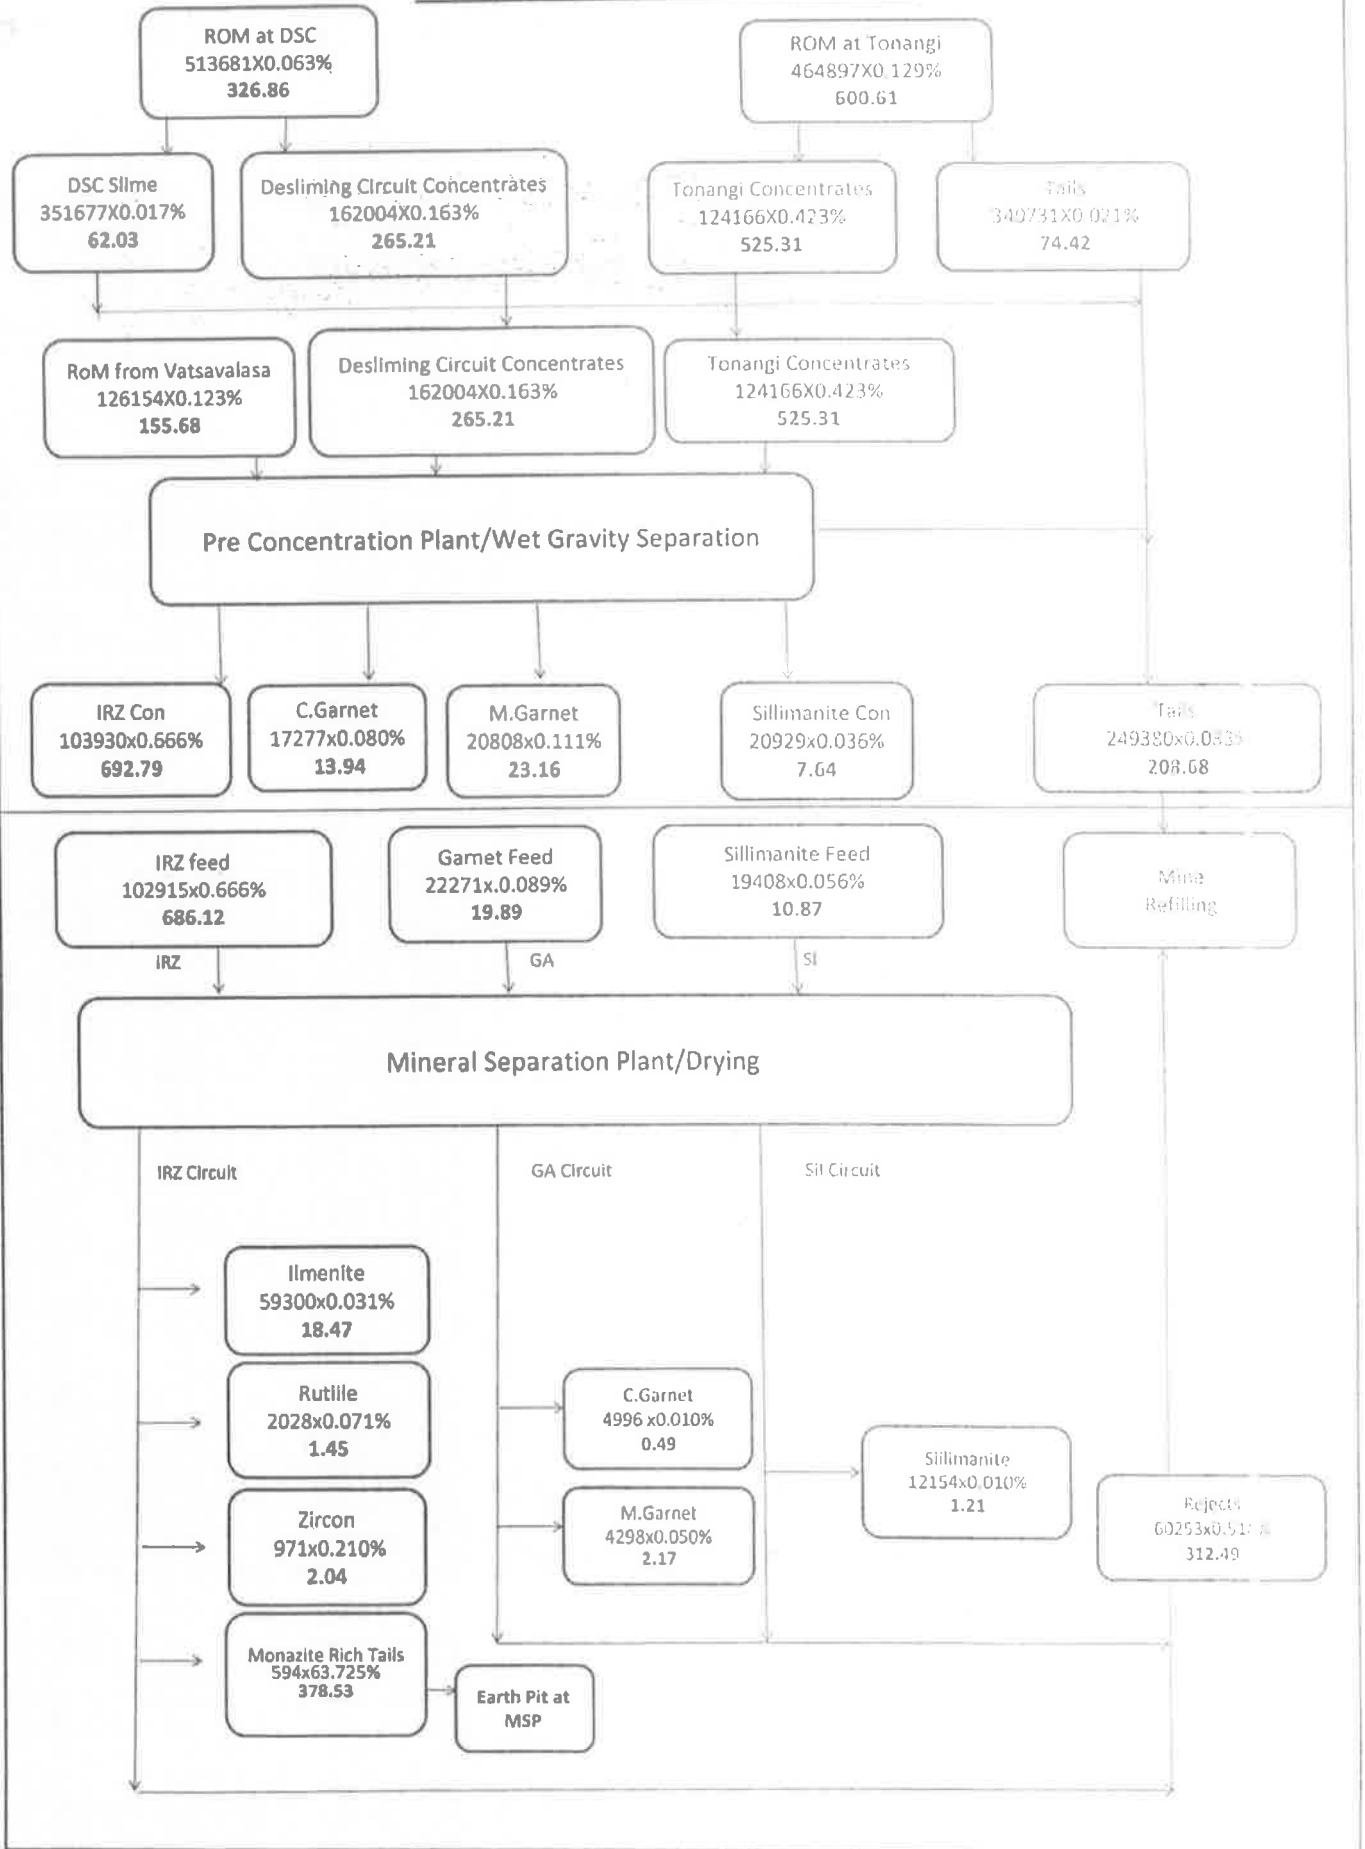 ROM at DSC
513681X0.063%
326.86
ROM at Tonangi
464897X0.129%
600.61
DSC Slime
351677X0.017%
62.03
Desliming Circuit Concentrates
162004X0.163%
265.21
Tonangi Concentrates
124166X0.423%
525.31
Tails
340731X0.021%
74.42
RoM from Vatsavalasa
126154X0.123%
155.68
Desliming Circuit Concentrates
162004X0.163%
265.21
Tonangi Concentrates
124166X0.423%
525.31
Pre Concentration Plant/Wet Gravity Separation
IRZ Con
103930x0.666%
692.79
C.Garnet
17277x0.080%
13.94
M.Garnet
20808x0.111%
23.16
Sillimanite Con
20929x0.036%
7.64
Tails
208.68
IRZ feed
102915x0.666%
686.12
Garnet Feed
22271x.0.089%
19.89
Sillimanite Feed
19408x0.056%
10.87
Mine
Refilling
IRZ
GA
SI
Mineral Separation Plant/Drying
IRZ Circuit
GA Circuit
Sil Circuit
Ilmenite
59300x0.031%
18.47
Rutile
2028x0.071%
1.45
C.Garnet
4996 x0.010%
0.49
Sillimanite
12154x0.010%
1.21
Zircon
971x0.210%
2.04
M.Garnet
4298x0.050%
2.17
Rejects
312.49
Monazite Rich Tails
594x63.725%
378.53
Earth Pit at
MSP